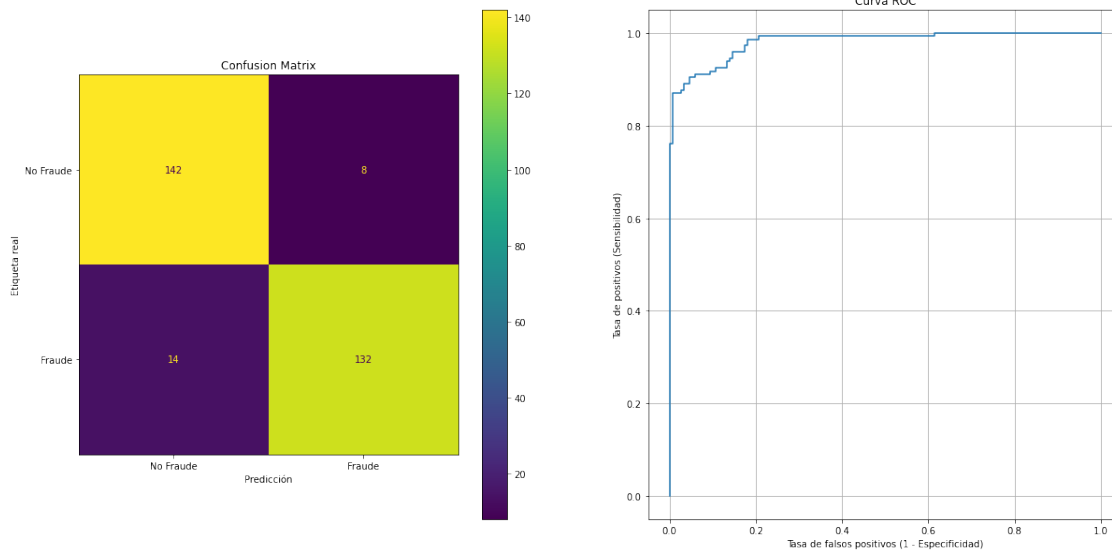 Confusion Matrix
No Fraude
Fraude
142
8
14
132
No Fraude
Fraude
Predicción
Etiqueta real
140
120
100
80
60
40
20
Curva ROC
1.0
0.8
0.6
0.4
0.2
0.0
Tasa de positivos (Sensibilidad)
0.0
0.2
0.4
0.6
0.8
1.0
Tasa de falsos positivos (1 - Especificidad)